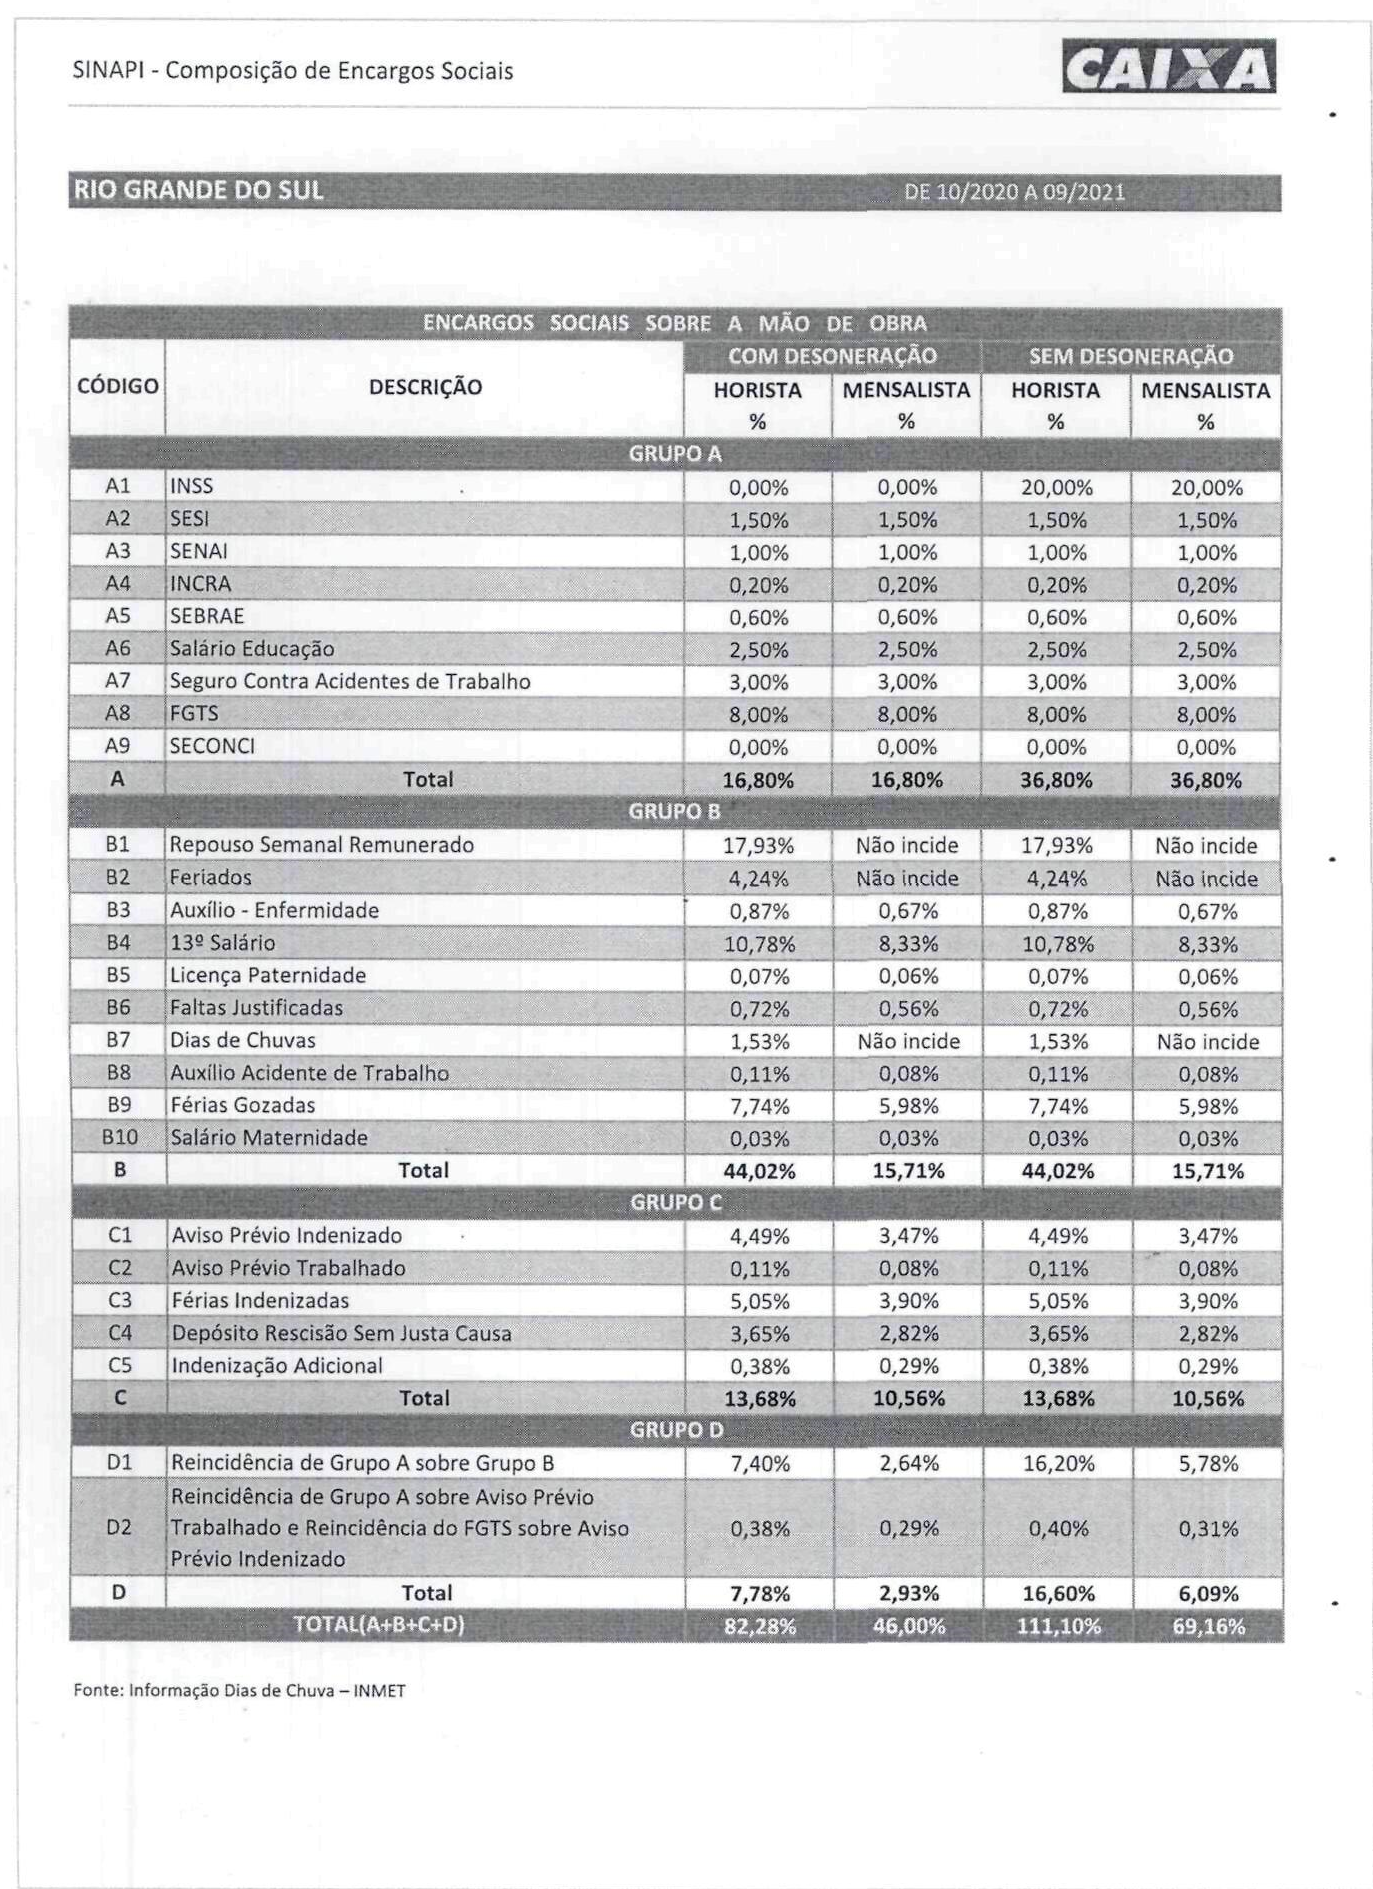 SINAPI - Composição de Encargos Sociais
CAIXA
RIO GRANDE DO SUL DE 10/2020 A 09/2021
ENCARGOS SOCIAIS SOBRE A MÃO DE OBRA
COM DESONERAÇÃO SEM DESONERAÇÃO
CÓDIGO DESCRIÇÃO HORISTA MENSALISTA HORISTA MENSALISTA
% % % %
GRUPO A
A1 INSS 0,00% 0,00% 20,00% 20,00%
A2 SESI 1,50% 1,50% 1,50% 1,50%
A3 SENAI 1,00% 1,00% 1,00% 1,00%
A4 INCRA 0,20% 0,20% 0,20% 0,20%
A5 SEBRAE 0,60% 0,60% 0,60% 0,60%
A6 Salário Educação 2,50% 2,50% 2,50% 2,50%
A7 Seguro Contra Acidentes de Trabalho 3,00% 3,00% 3,00% 3,00%
A8 FGTS 8,00% 8,00% 8,00% 8,00%
A9 SECONCI 0,00% 0,00% 0,00% 0,00%
A Total 16,80% 16,80% 36,80% 36,80%
GRUPO B
B1 Repouso Semanal Remunerado 17,93% Não incide 17,93% Não incide
B2 Feriados 4,24% Não incide 4,24% Não incide
B3 Auxílio - Enfermidade 0,87% 0,67% 0,87% 0,67%
B4 13º Salário 10,78% 8,33% 10,78% 8,33%
B5 Licença Paternidade 0,07% 0,06% 0,07% 0,06%
B6 Faltas Justificadas 0,72% 0,56% 0,72% 0,56%
B7 Dias de Chuvas 1,53% Não incide 1,53% Não incide
B8 Auxílio Acidente de Trabalho 0,11% 0,08% 0,11% 0,08%
B9 Férias Gozadas 7,74% 5,98% 7,74% 5,98%
B10 Salário Maternidade 0,03% 0,03% 0,03% 0,03%
B Total 44,02% 15,71% 44,02% 15,71%
GRUPO C
C1 Aviso Prévio Indenizado 4,49% 3,47% 4,49% 3,47%
C2 Aviso Prévio Trabalhado 0,11% 0,08% 0,11% 0,08%
C3 Férias Indenizadas 5,05% 3,90% 5,05% 3,90%
C4 Depósito Rescisão Sem Justa Causa 3,65% 2,82% 3,65% 2,82%
C5 Indenização Adicional 0,38% 0,29% 0,38% 0,29%
C Total 13,68% 10,56% 13,68% 10,56%
GRUPO D
D1 Reincidência de Grupo A sobre Grupo B 7,40% 2,64% 16,20% 5,78%
Reincidência de Grupo A sobre Aviso Prévio
D2 Trabalhado e Reincidência do FGTS sobre Aviso 0,38% 0,29% 0,40% 0,31%
Prévio Indenizado
D Total 7,78% 2,93% 16,60% 6,09%
TOTAL(A+B+C+D) 82,28% 46,00% 111,10% 69,16%
Fonte: Informação Dias de Chuva – INMET